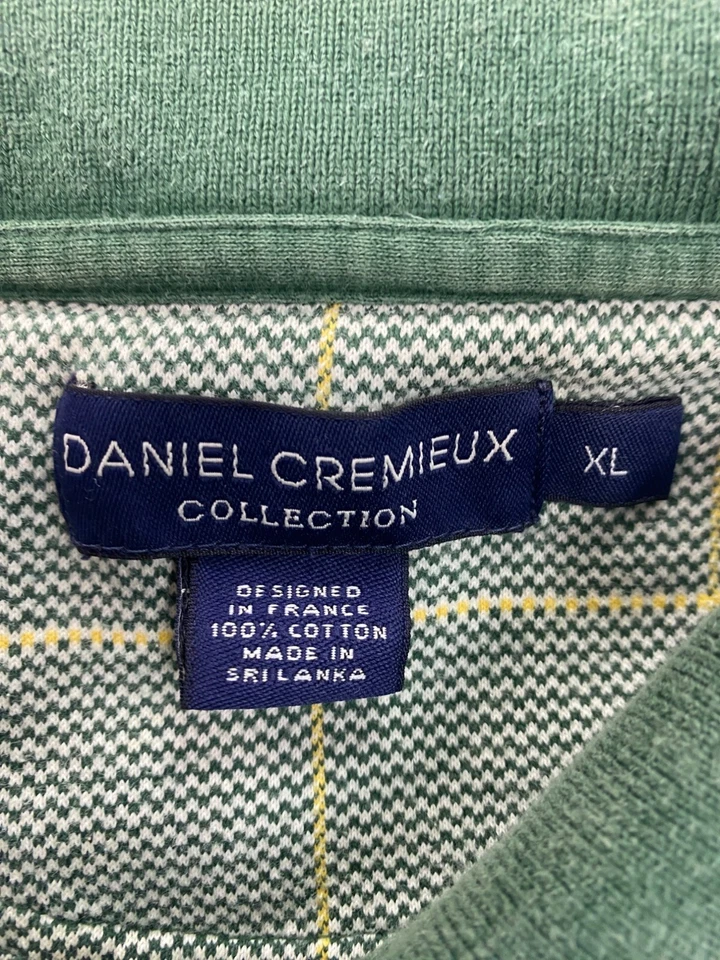 DANIEL CREMIEUX
COLLECTION
XL
DESIGNED
IN FRANCE
100% COTTON
MADE IN
SRI LANKA